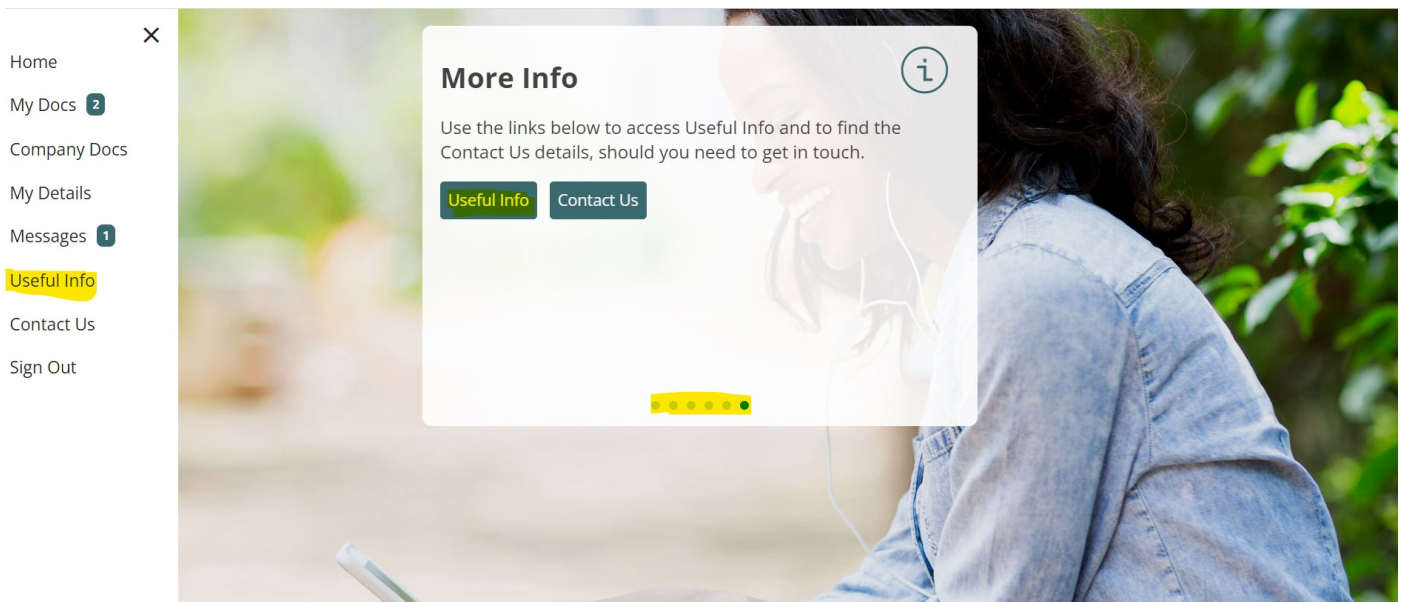 Home
My Docs 2
Company Docs
My Details
Messages 1
Useful Info
Contact Us
Sign Out
More Info
Use the links below to access Useful Info and to find the
Contact Us details, should you need to get in touch.
Useful Info Contact Us